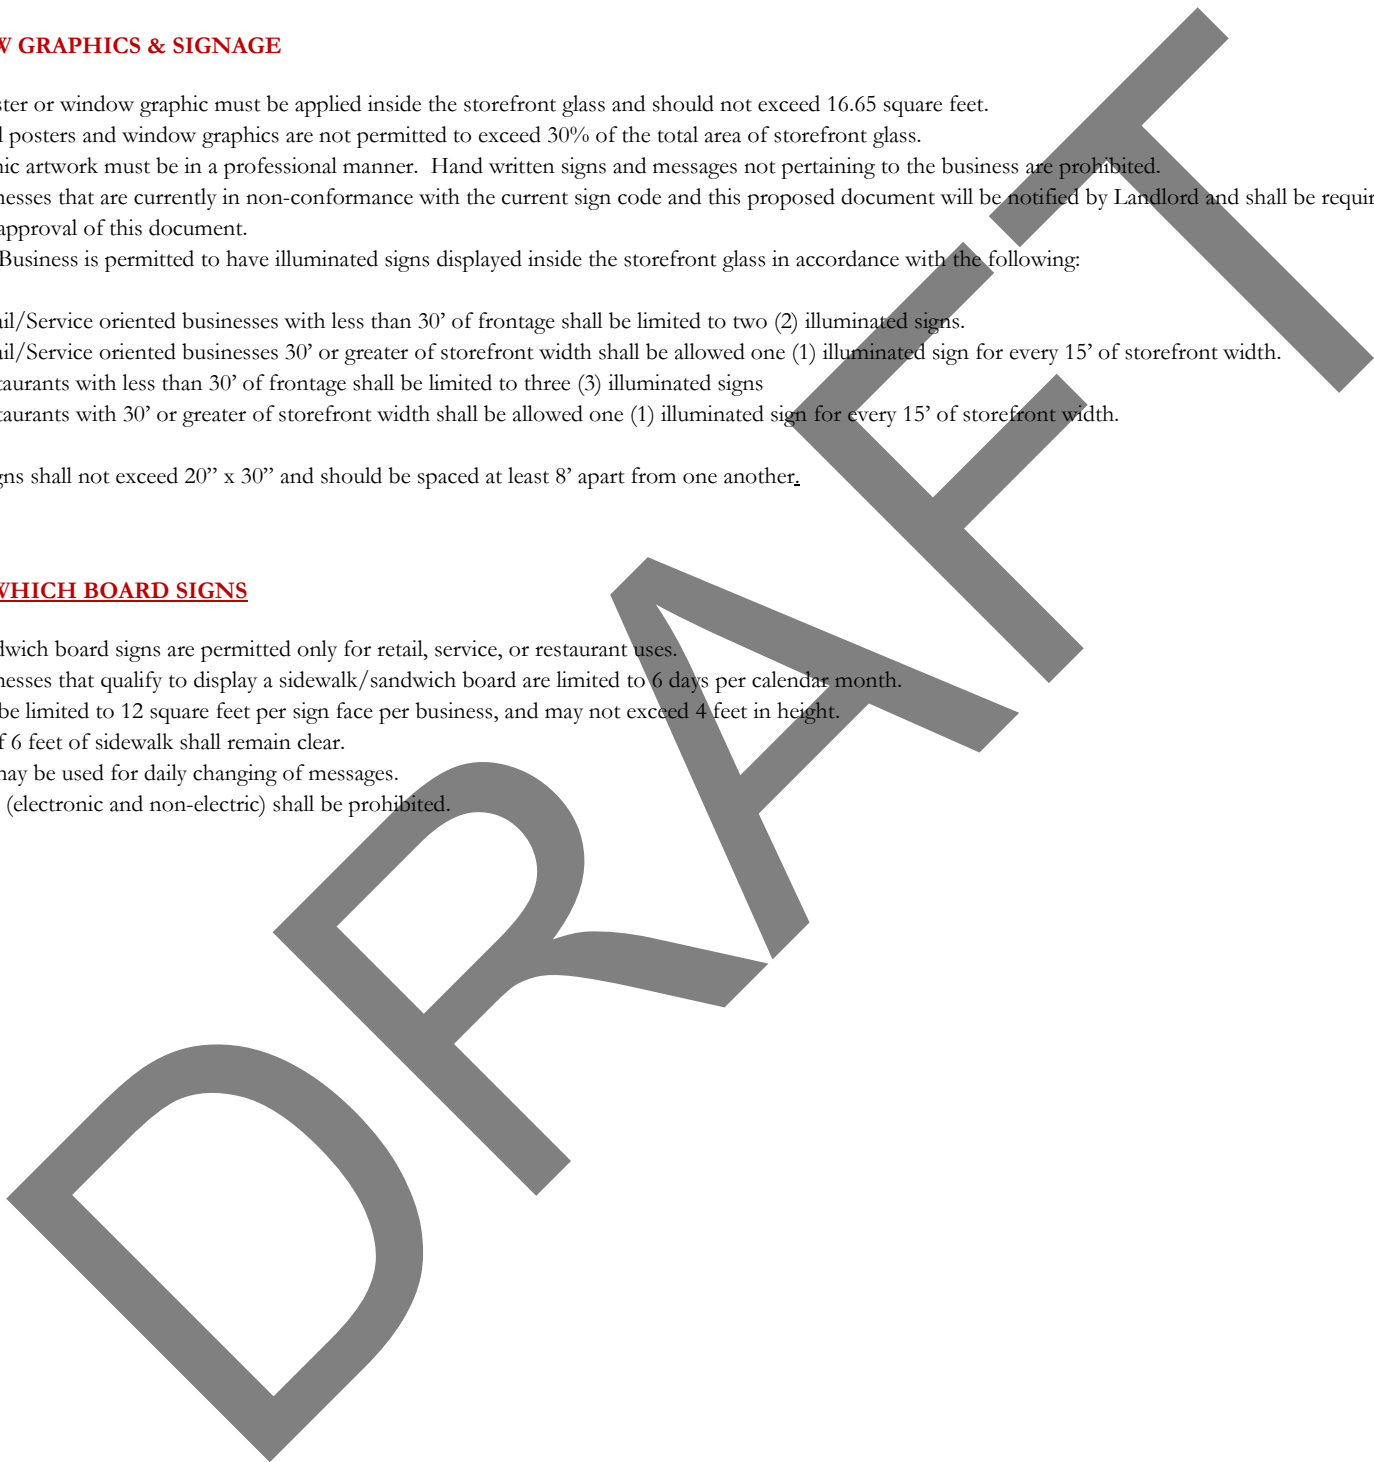 W GRAPHICS & SIGNAGE
ster or window graphic must be applied inside the storefront glass and should not exceed 16.65 square feet.
l posters and window graphics are not permitted to exceed 30% of the total area of storefront glass.
nic artwork must be in a professional manner.  Hand written signs and messages not pertaining to the business are prohibited.
nesses that are currently in non-conformance with the current sign code and this proposed document will be notified by Landlord and shall be requir
approval of this document.
Business is permitted to have illuminated signs displayed inside the storefront glass in accordance with the following:
ail/Service oriented businesses with less than 30’ of frontage shall be limited to two (2) illuminated signs.
ail/Service oriented businesses 30’ or greater of storefront width shall be allowed one (1) illuminated sign for every 15’ of storefront width.
taurants with less than 30’ of frontage shall be limited to three (3) illuminated signs
taurants with 30’ or greater of storefront width shall be allowed one (1) illuminated sign for every 15’ of storefront width.
gns shall not exceed 20” x 30” and should be spaced at least 8’ apart from one another.
WHICH BOARD SIGNS
dwich board signs are permitted only for retail, service, or restaurant uses.
nesses that qualify to display a sidewalk/sandwich board are limited to 6 days per calendar month.
be limited to 12 square feet per sign face per business, and may not exceed 4 feet in height.
f 6 feet of sidewalk shall remain clear.
may be used for daily changing of messages.
(electronic and non-electric) shall be prohibited.
DRAFT